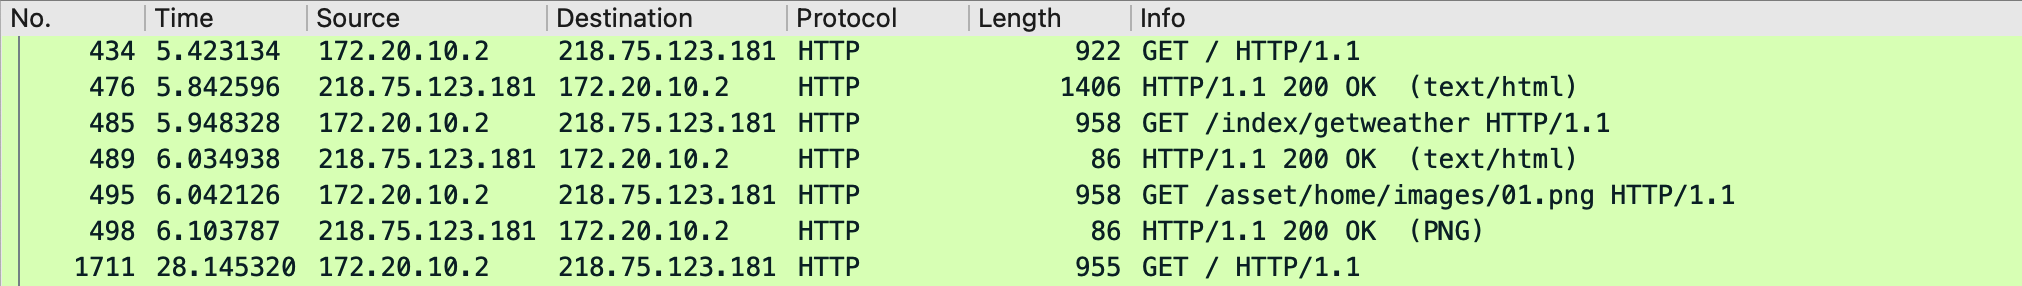 No. Time Source Destination Protocol Length Info
434 5.423134 172.20.10.2 218.75.123.181 HTTP 922 GET / HTTP/1.1
476 5.842596 218.75.123.181 172.20.10.2 HTTP 1406 HTTP/1.1 200 OK (text/html)
485 5.948328 172.20.10.2 218.75.123.181 HTTP 958 GET /index/getweather HTTP/1.1
489 6.034938 218.75.123.181 172.20.10.2 HTTP 86 HTTP/1.1 200 OK (text/html)
495 6.042126 172.20.10.2 218.75.123.181 HTTP 958 GET /asset/home/images/01.png HTTP/1.1
498 6.103787 218.75.123.181 172.20.10.2 HTTP 86 HTTP/1.1 200 OK (PNG)
1711 28.145320 172.20.10.2 218.75.123.181 HTTP 955 GET / HTTP/1.1